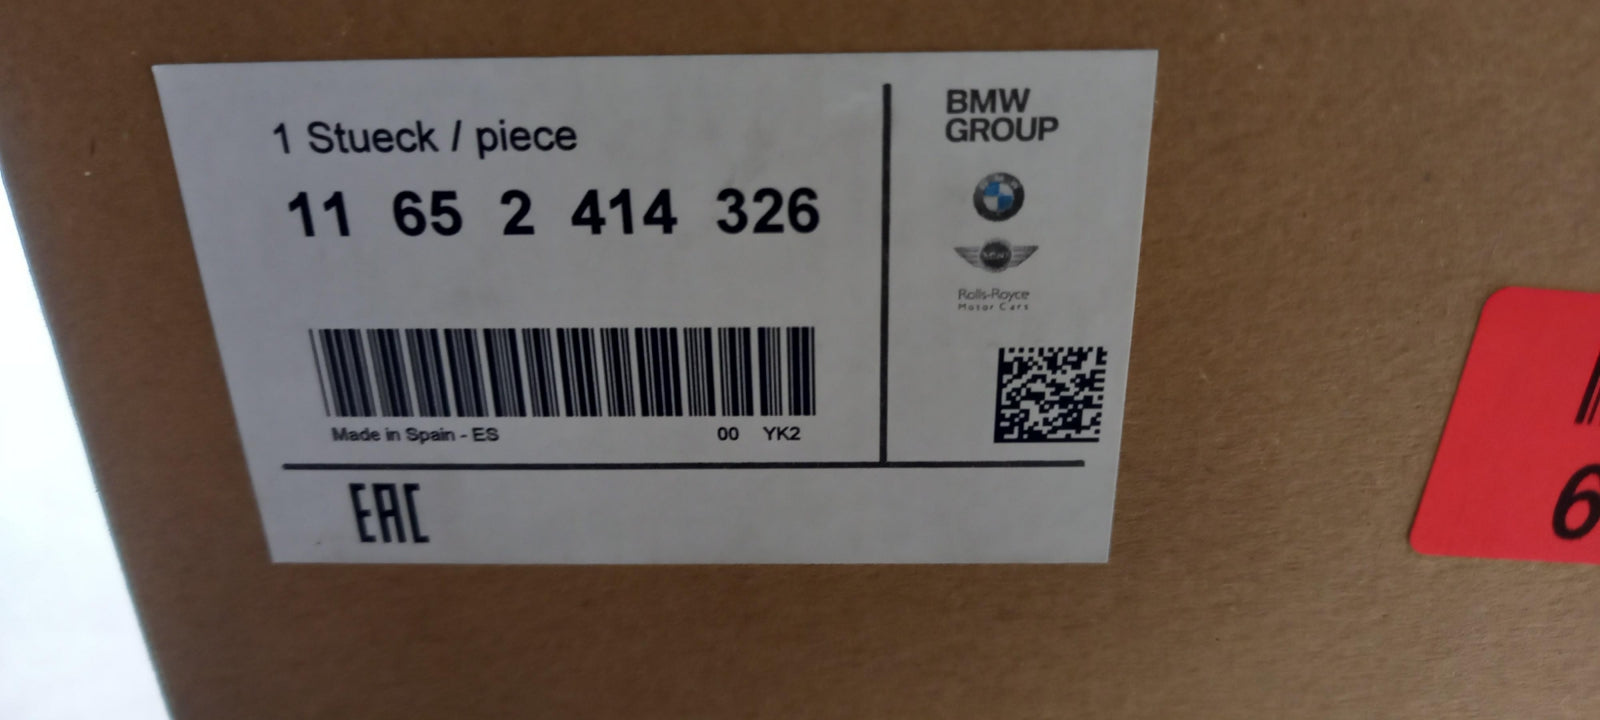 1 Stueck / piece
11 65 2 414 326
Made in Spain - ES 00 YK2
EAC
BMW
GROUP
Rolls-Royce
Motor Cars
6